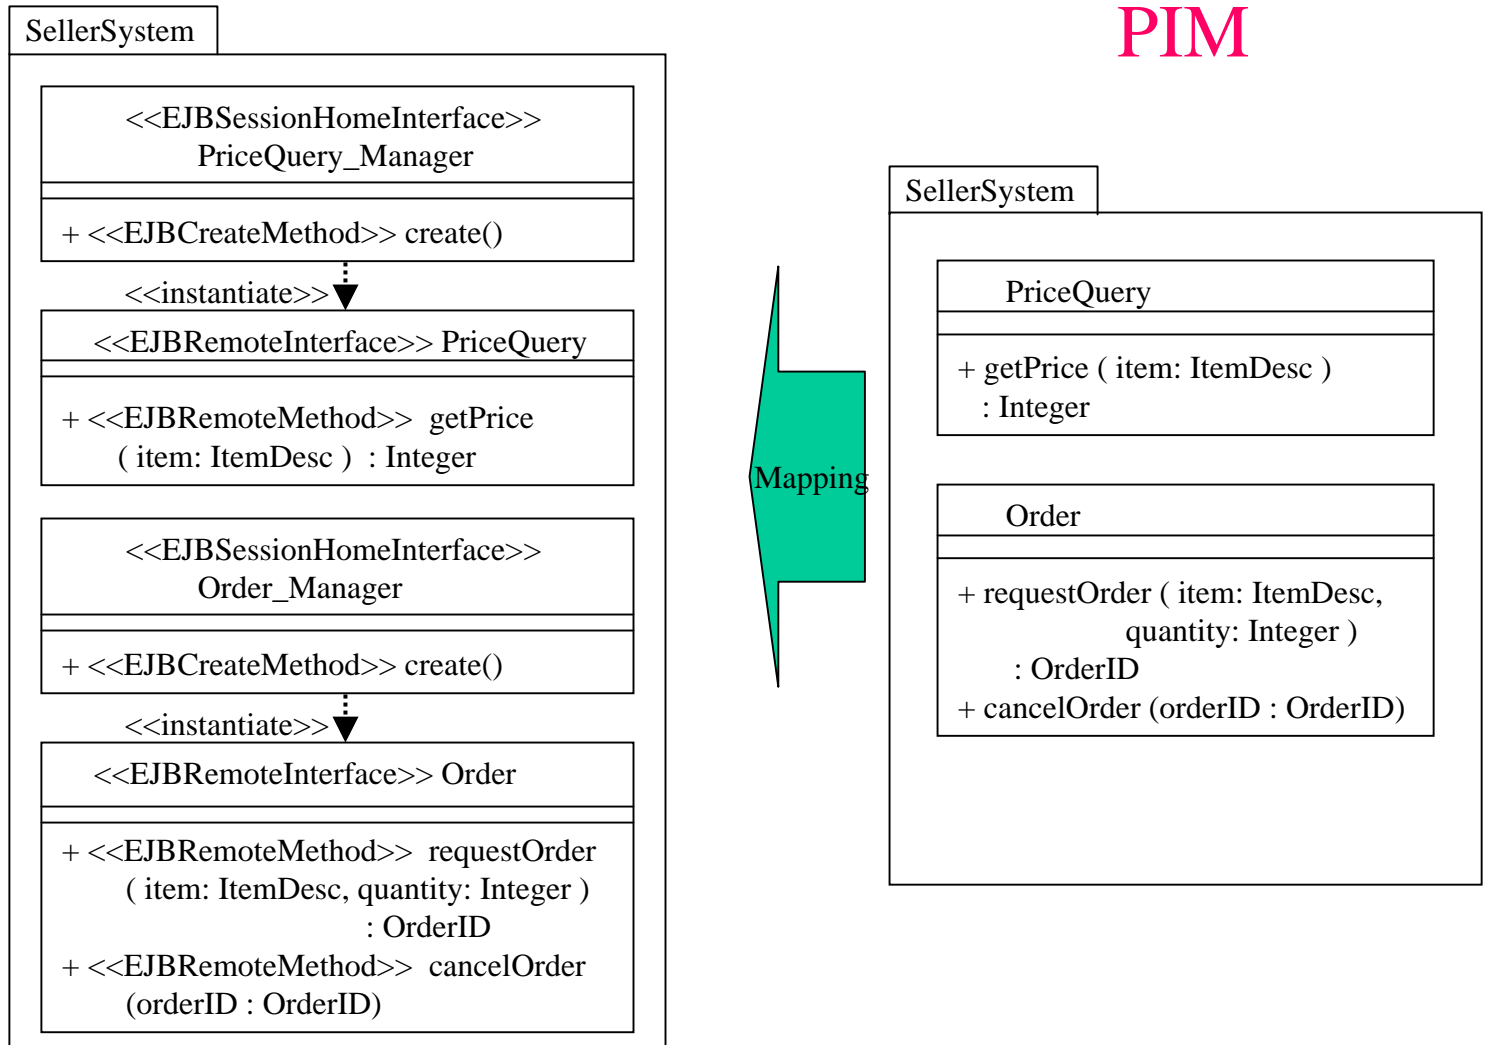 SellerSystem
<<EJBSessionHomeInterface>>
PriceQuery_Manager
+ <<EJBCreateMethod>> create()
<<instantiate>>
<<EJBRemoteInterface>> PriceQuery
+ <<EJBRemoteMethod>> getPrice
( item: ItemDesc ) : Integer
<<EJBSessionHomeInterface>>
Order_Manager
+ <<EJBCreateMethod>> create()
<<instantiate>>
<<EJBRemoteInterface>> Order
+ <<EJBRemoteMethod>> requestOrder
( item: ItemDesc, quantity: Integer )
: OrderID
+ <<EJBRemoteMethod>> cancelOrder
(orderID : OrderID)
Mapping
PIM
SellerSystem
PriceQuery
+ getPrice ( item: ItemDesc )
: Integer
Order
+ requestOrder ( item: ItemDesc,
quantity: Integer )
: OrderID
+ cancelOrder (orderID : OrderID)